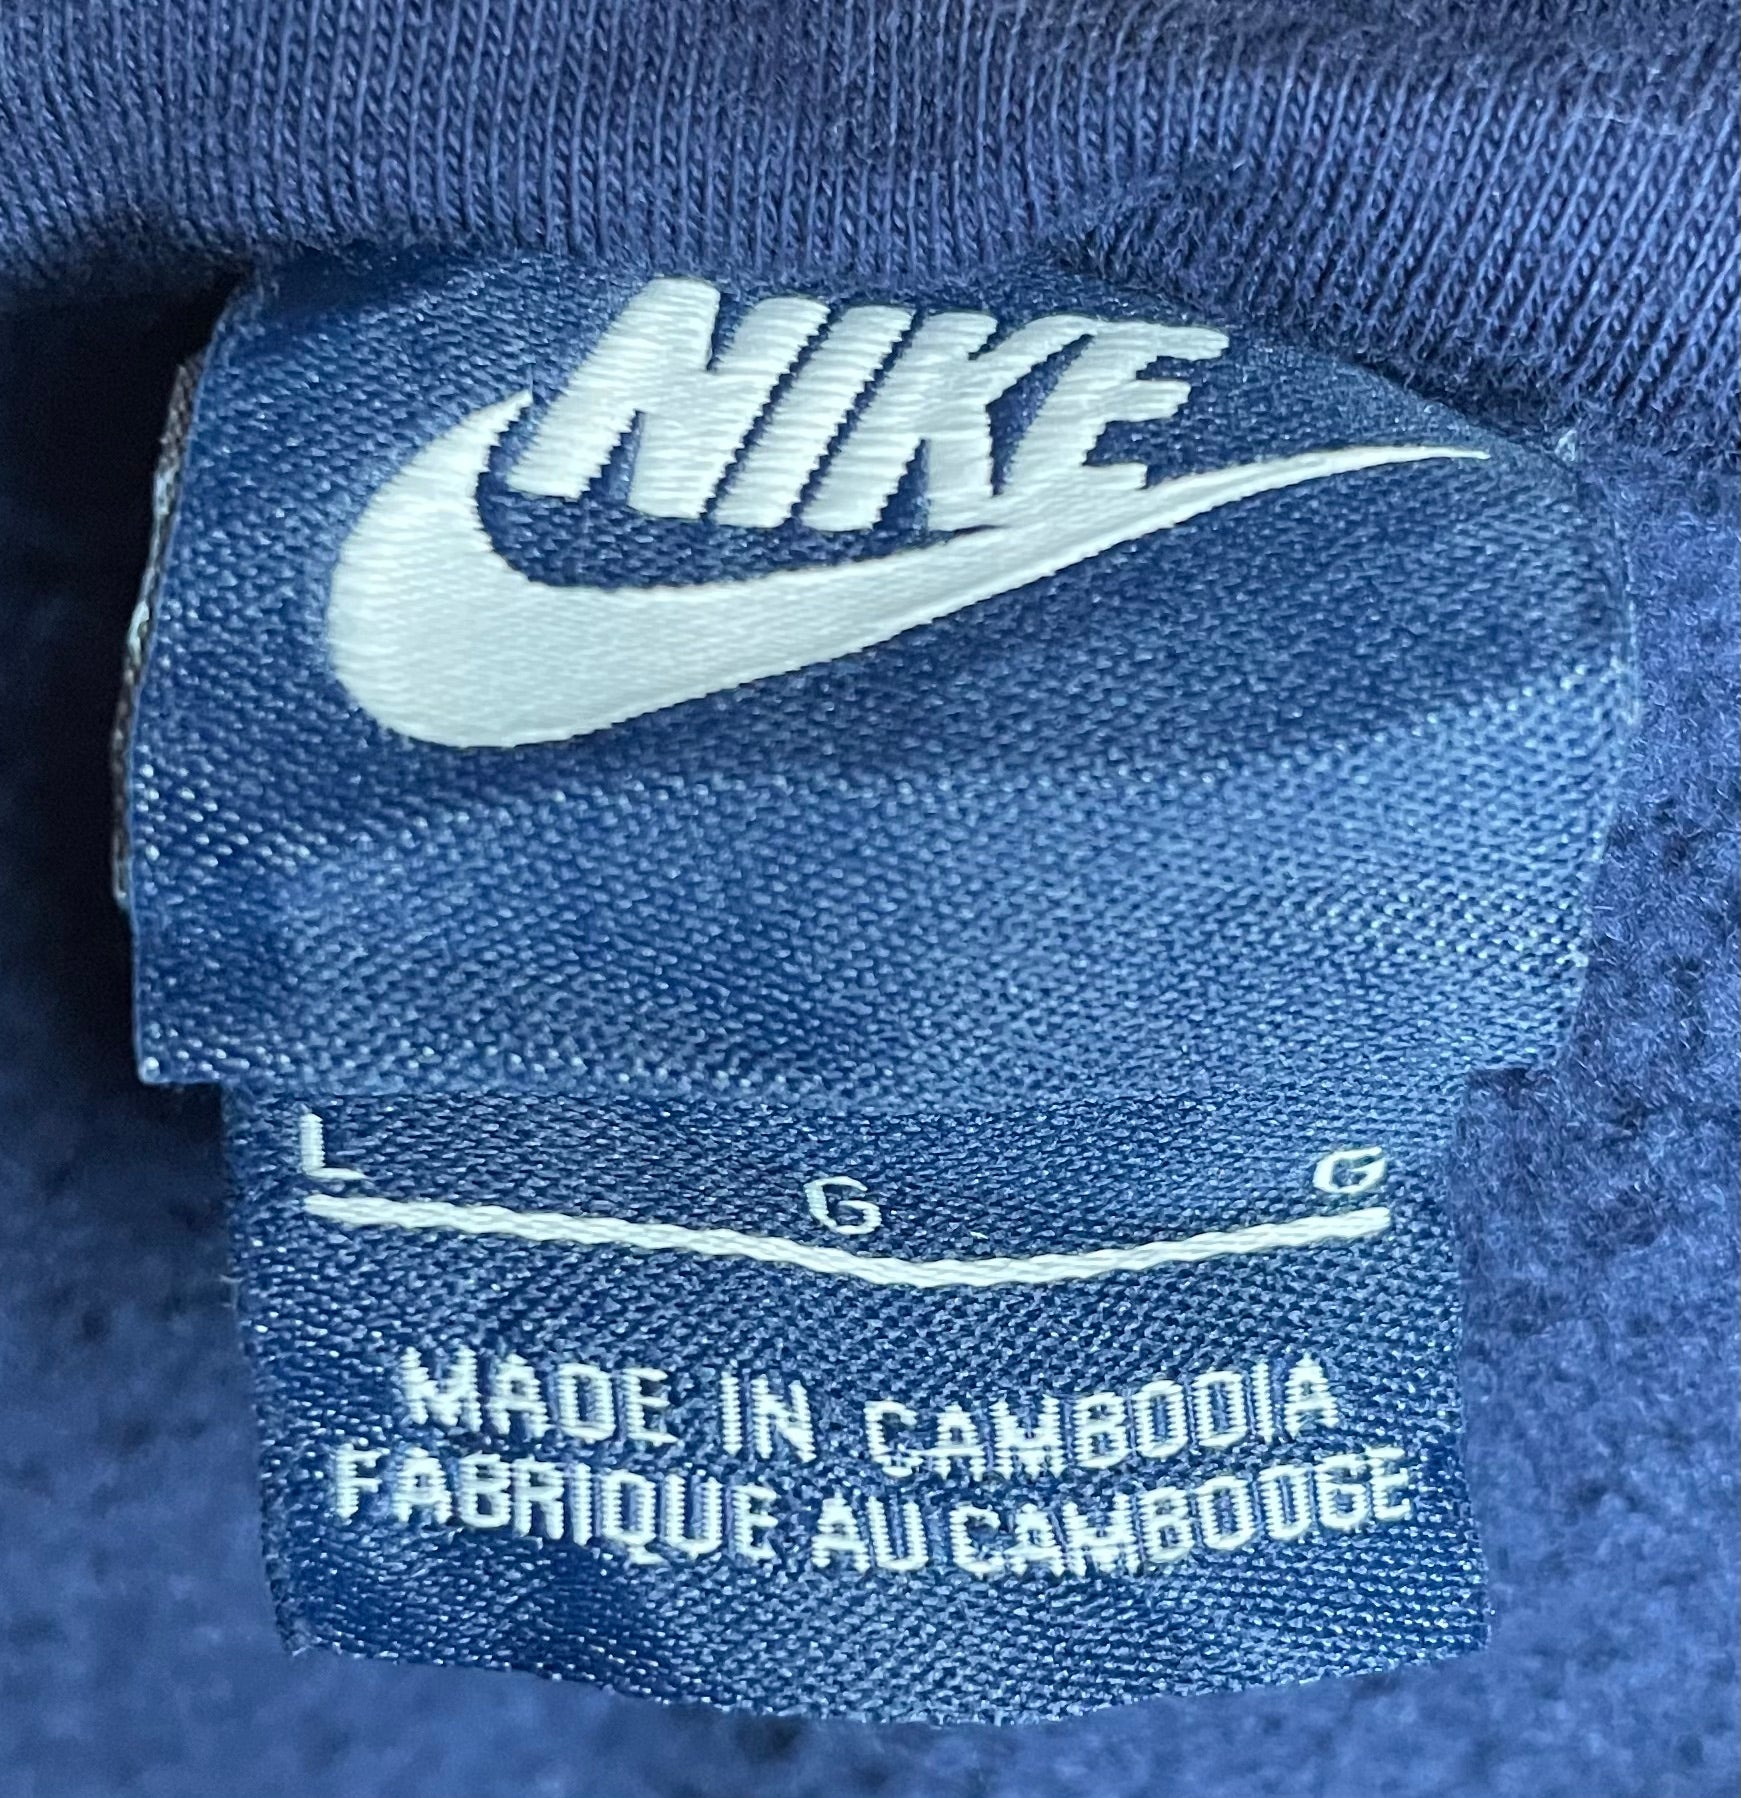 NIKE
L G G
MADE IN CAMBODIA
FABRIQUE AU CAMBODGE